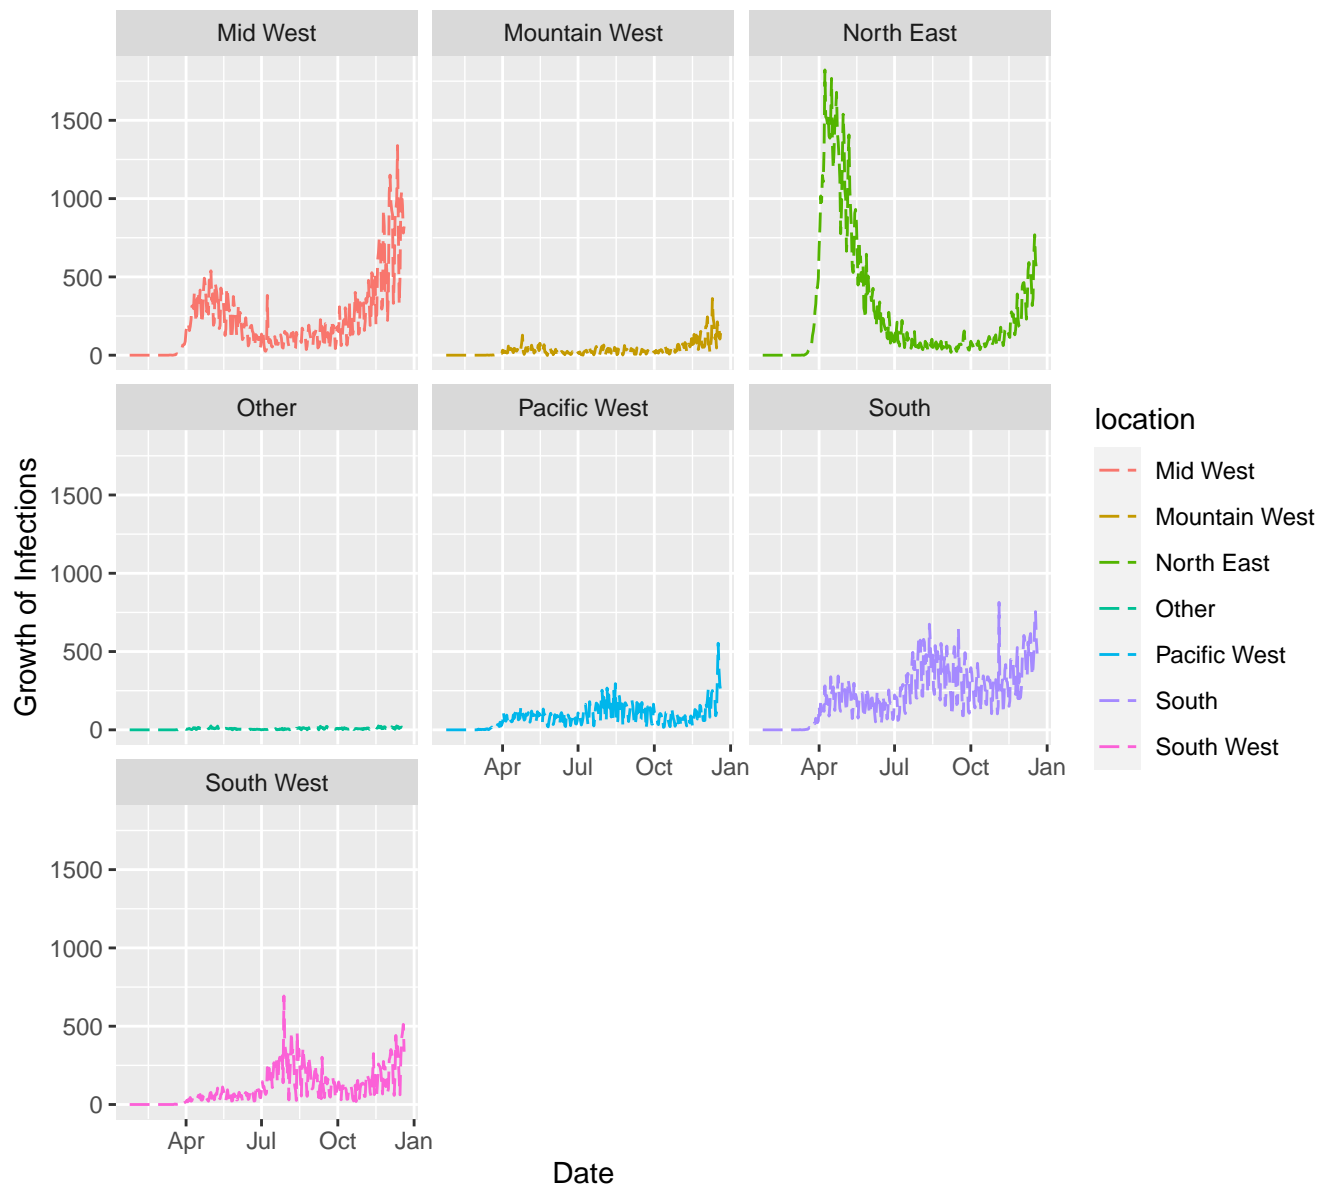 Mid West
Mountain West
North East
1500
1000
500
0
Other
Pacific West
South
1500
1000
500
0
Apr
Jul
Oct
Jan
Apr
Jul
Oct
Jan
South West
1500
1000
500
0
Apr
Jul
Oct
Jan
Date
Growth of Infections
location
Mid West
Mountain West
North East
Other
Pacific West
South
South West